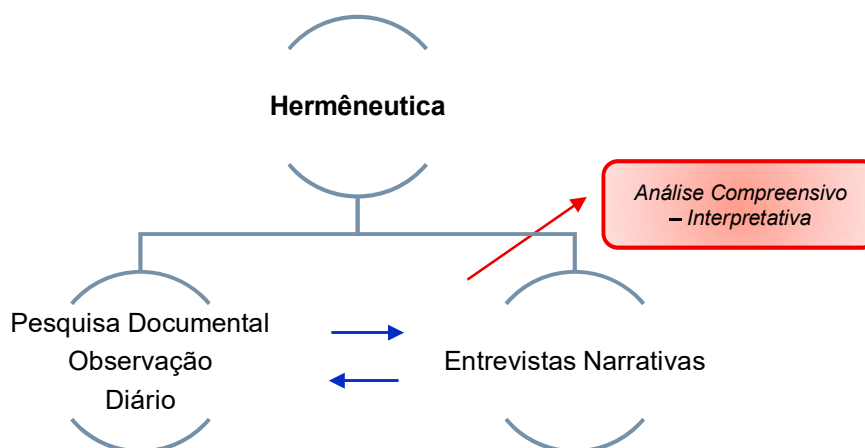 Hermêneutica
Análise Compreensivo
– Interpretativa
Pesquisa Documental
Observação
Diário
Entrevistas Narrativas